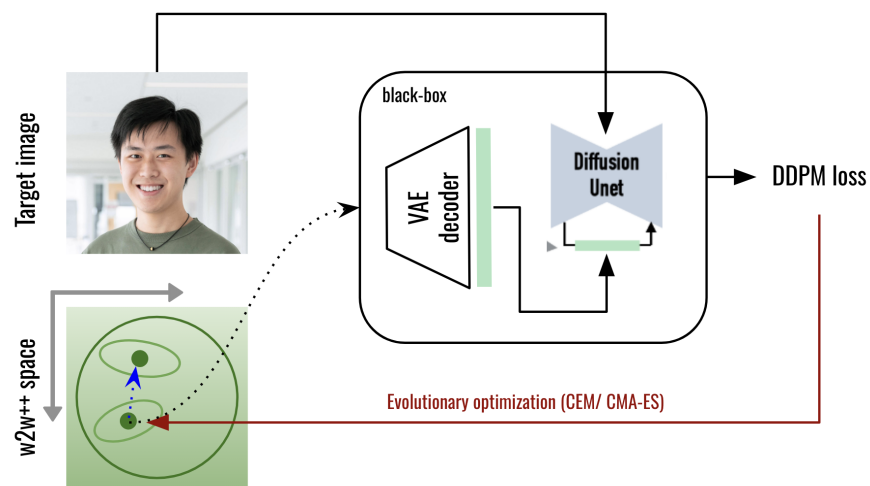 Target image
black-box
VAE
decoder
Diffusion
Unet
DDPM loss
w2w++ space
Evolutionary optimization (CEM/ CMA-ES)